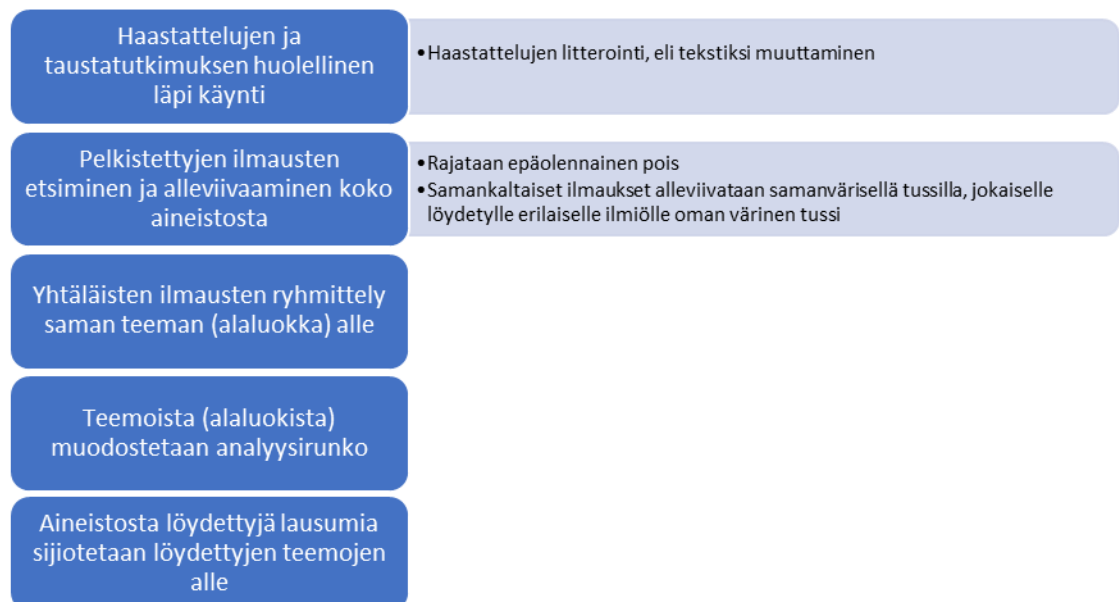 Haastattelujen ja
taustatutkimuksen huolellinen
läpi käynti
•Haastattelujen litterointi, eli tekstiksi muuttaminen
Pelkistettyjen ilmausten
etsiminen ja alleviivaaminen koko
aineistosta
•Rajataan epäolennainen pois
•Samankaltaiset ilmaukset alleviivataan samanvärisellä tussilla, jokaiselle
löydetylle erilaiselle ilmiölle oman värinen tussi
Yhtäläisten ilmausten ryhmittely
saman teeman (alaluokka) alle
Teemoista (alaluokista)
muodostetaan analyysirunko
Aineistosta löydettyjä lausumia
sijiotetaan löydettyjen teemojen
alle